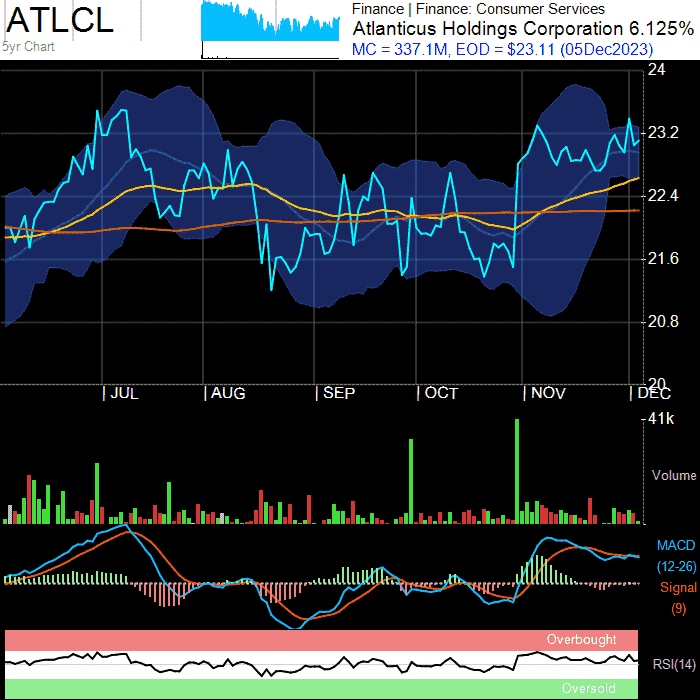 ATLCL
5yr Chart
Finance | Finance: Consumer Services
Atlanticus Holdings Corporation 6.125%
MC = 337.1M, EOD = $23.11 (05Dec2023)
24
23.2
22.4
21.6
20.8
20
JUL AUG SEP OCT NOV DEC
41k
Volume
MACD
(12-26)
Signal
(9)
Overbought
RSI(14)
Oversold